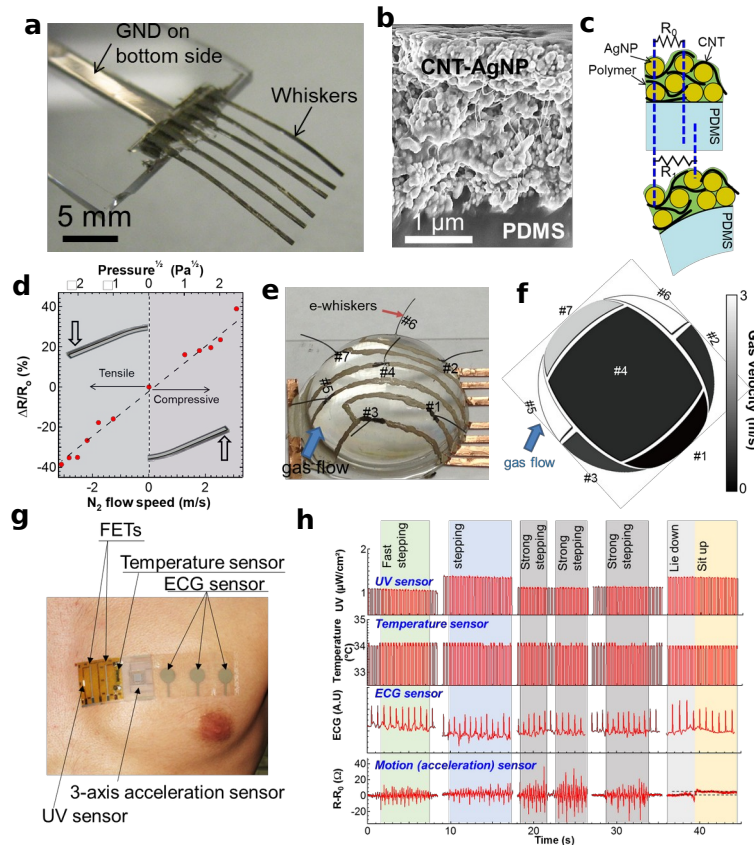 a
GND on
bottom side
Whiskers
5 mm
b
CNT-AgNP
1 µm
PDMS
c
R0
AgNP
CNT
Polymer
PDMS
R1
PDMS
d
Pressure½ (Pa½)
□2 □1 0 1 2
ΔR/Ro (%)
40
20
0
-20
-40
Tensile
Compressive
-2 0 2
N2 flow speed (m/s)
e
e-whiskers
#6
#7
#2
#4
#5
#3
#1
gas flow
f
#6
#7
#2
#4
#5
gas flow
#3
#1
3
Gas velocity (m/s)
0
g
FETs
Temperature sensor
ECG sensor
3-axis acceleration sensor
UV sensor
h
Fast
stepping
stepping
Strong
stepping
Strong
stepping
Strong
stepping
Lie down
Sit up
UV (µW/cm²)
2
1
UV sensor
Temperature
(°C)
35
34
33
Temperature sensor
ECG (A.U)
ECG sensor
R-R0 (Ω)
Motion (acceleration) sensor
20
0
-20
0 10 20 30 40
Time (s)